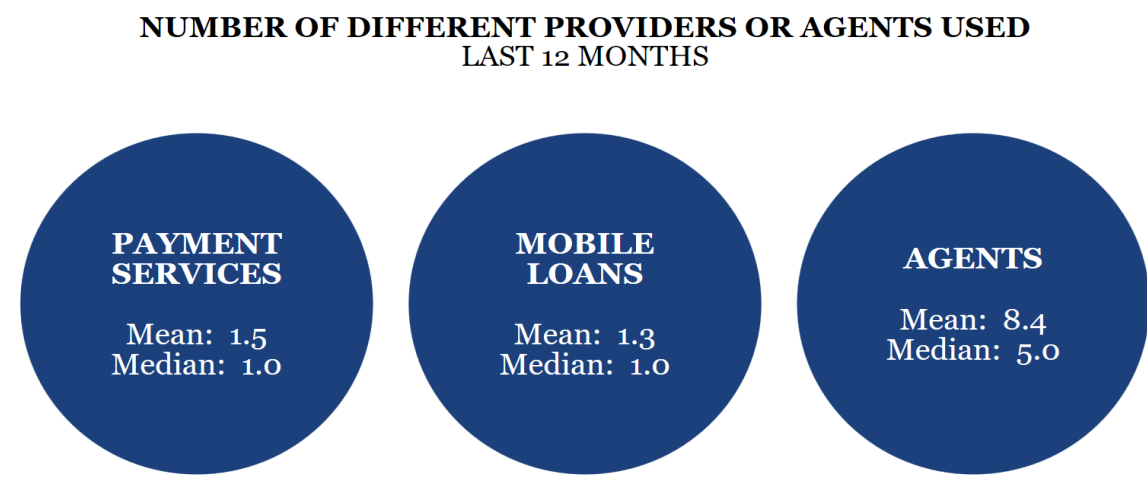 NUMBER OF DIFFERENT PROVIDERS OR AGENTS USED
LAST 12 MONTHS
PAYMENT
SERVICES
Mean: 1.5
Median: 1.0
MOBILE
LOANS
Mean: 1.3
Median: 1.0
AGENTS
Mean: 8.4
Median: 5.0